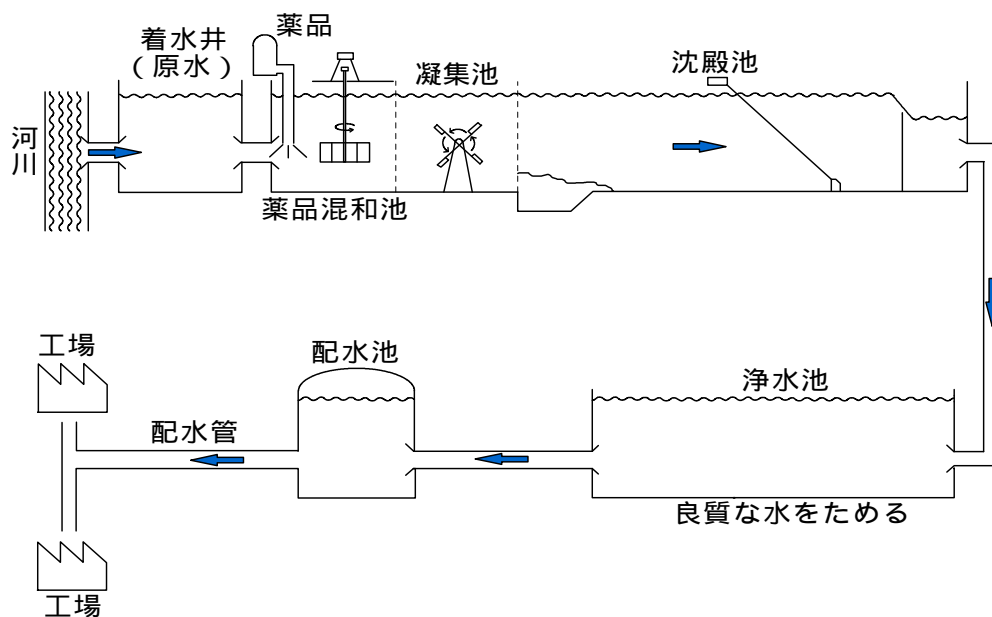 着水井
(原水)
薬品
凝集池
沈殿池
河川
薬品混和池
工場
配水池
浄水池
配水管
良質な水をためる
工場